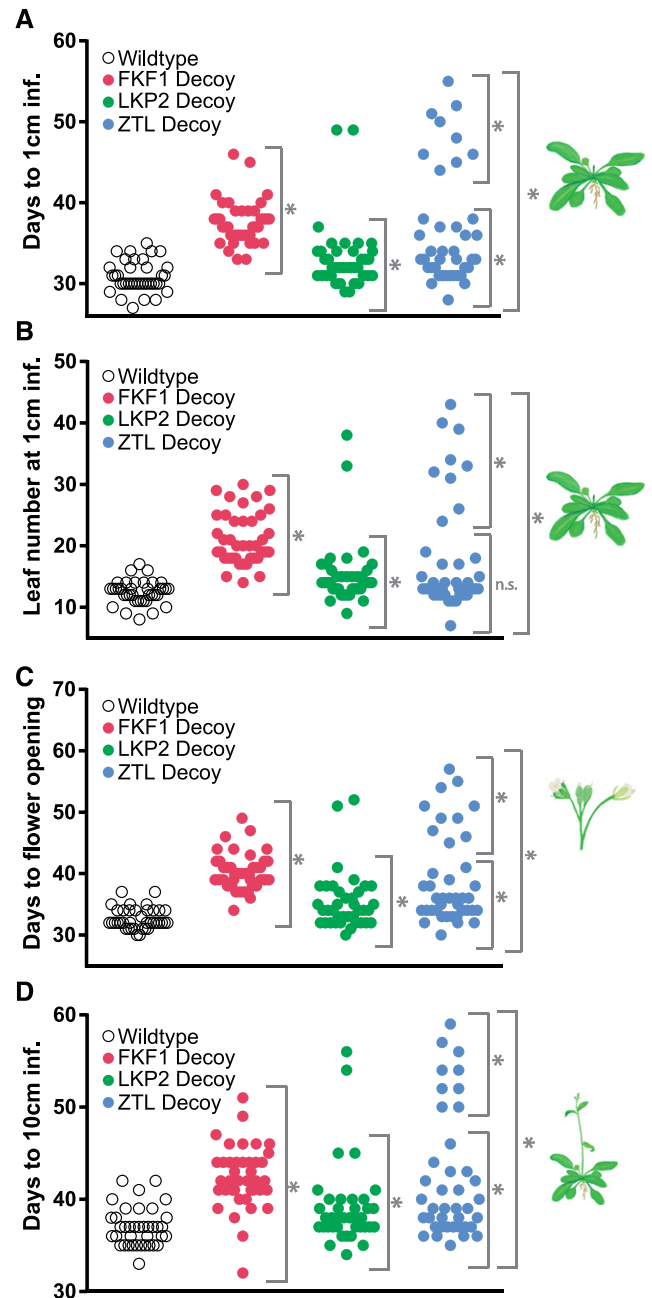 A
Days to 1cm inf.
60
50
40
30
Wildtype
FKF1 Decoy
LKP2 Decoy
ZTL Decoy
*
*
*
*
*
B
Leaf number at 1cm inf.
50
40
30
20
10
Wildtype
FKF1 Decoy
LKP2 Decoy
ZTL Decoy
*
*
*
n.s.
*
C
Days to flower opening
70
60
50
40
30
Wildtype
FKF1 Decoy
LKP2 Decoy
ZTL Decoy
*
*
*
*
*
D
Days to 10cm inf.
60
50
40
30
Wildtype
FKF1 Decoy
LKP2 Decoy
ZTL Decoy
*
*
*
*
*